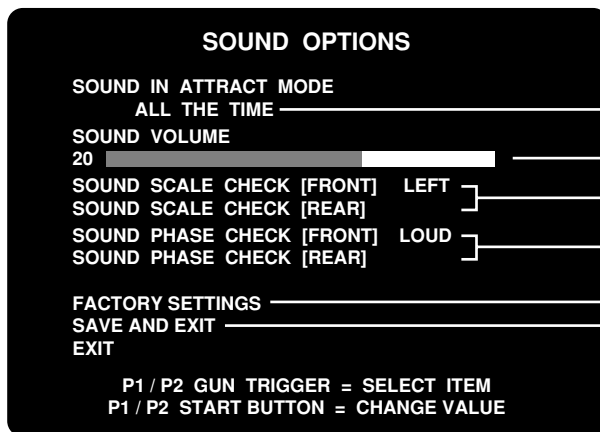 SOUND OPTIONS
SOUND IN ATTRACT MODE
ALL THE TIME
SOUND VOLUME
20
SOUND SCALE CHECK [FRONT] LEFT
SOUND SCALE CHECK [REAR]
SOUND PHASE CHECK [FRONT] LOUD
SOUND PHASE CHECK [REAR]
FACTORY SETTINGS
SAVE AND EXIT
EXIT
P1 / P2 GUN TRIGGER = SELECT ITEM
P1 / P2 START BUTTON = CHANGE VALUE